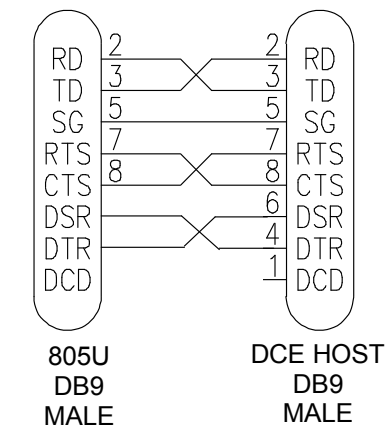 RD 2 2 RD
TD 3 3 TD
SG 5 5 SG
RTS 7 7 RTS
CTS 8 8 CTS
DSR 6 DSR
DTR 4 DTR
DCD 1 DCD
805U DCE HOST
DB9 DB9
MALE MALE